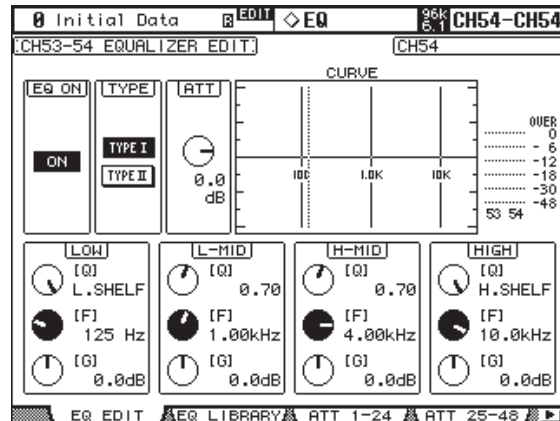 0 Initial Data R EDIT ◇EQ 96k 6.1 CH54-CH54
CH53-54 EQUALIZER EDIT CH54
EQ ON TYPE ATT CURVE
ON
TYPE I
TYPE II
0.0
dB
100 1.0K 10K
OVER
0
-6
-12
-18
-30
-48
53 54
LOW L-MID H-MID HIGH
[Q] [Q] [Q] [Q]
L.SHELF 0.70 0.70 H.SHELF
[F] [F] [F] [F]
125 Hz 1.00kHz 4.00kHz 10.0kHz
[G] [G] [G] [G]
0.0dB 0.0dB 0.0dB 0.0dB
EQ EDIT EQ LIBRARY ATT 1-24 ATT 25-48